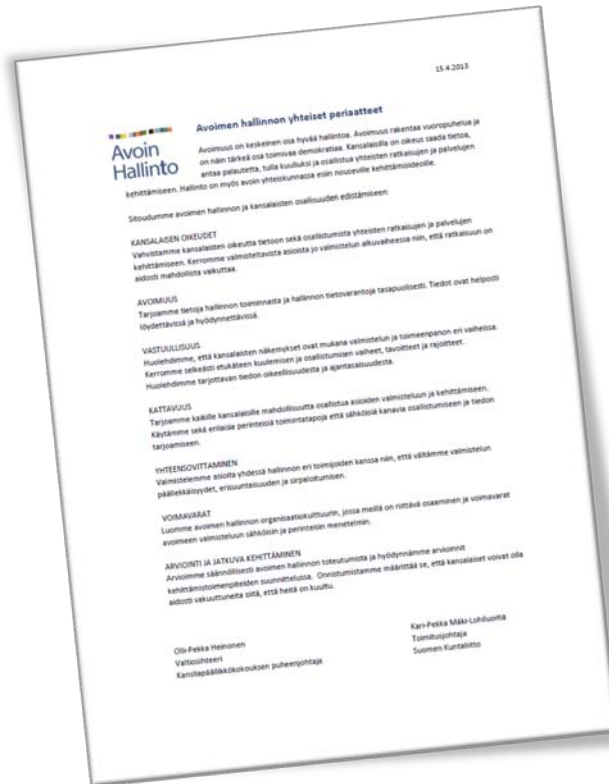 15.4.2013
Avoimen hallinnon yhteiset periaatteet
Avoin
Hallinto
Avoimuus on keskeinen osa hyvää hallintoa. Avoimuus rakentaa vuoropuhelua ja
on näin tärkeä osa toimivaa demokratiaa. Kansalaisilla on oikeus saada tietoa,
antaa palautetta, tulla kuulluksi ja osallistua yhteisten ratkaisujen ja palvelujen
kehittämiseen. Hallinto on myös avoin yhteiskunnassa esiin nouseville kehittämisideoille.
Sitoudumme avoimen hallinnon ja kansalaisten osallisuuden edistämiseen:
KANSALAISEN OIKEUDET
Vahvistamme kansalaisten oikeutta tietoon sekä osallistumista yhteisten ratkaisujen ja palvelujen
kehittämiseen. Kerromme valmisteltavista asioista jo valmistelun alkuvaiheessa niin, että ratkaisuun on
aidosti mahdollista vaikuttaa.
AVOIMUUS
Tarjoamme tietoja hallinnon toiminnasta ja hallinnon tietovarantoja tasapuolisesti. Tiedot ovat helposti
löydettävissä ja hyödynnettävissä.
VASTUULLISUUS
Huolehdimme, että kansalaisten näkemykset ovat mukana valmistelun ja toimeenpanon eri vaiheissa.
Kerromme selkeästi etukäteen kuulemisen ja osallistumisen vaiheet, tavoitteet ja rajoitteet.
Huolehdimme tarjottavan tiedon oikeellisuudesta ja ajantasaisuudesta.
KATTAVUUS
Tarjoamme kaikille kansalaisille mahdollisuutta osallistua asioiden valmisteluun ja kehittämiseen.
Käytämme sekä erilaisia perinteisiä toimintatapoja että sähköisiä kanavia osallistumiseen ja tiedon
tarjoamiseen.
YHTEENSOVITTAMINEN
Valmistelemme asioita yhdessä hallinnon eri toimijoiden kanssa niin, että vältämme valmistelun
päällekkäisyydet, erisuuntaisuuden ja sirpaloitumisen.
VOIMAVARAT
Luomme avoimen hallinnon organisaatiokulttuurin, jossa meillä on riittävä osaaminen ja voimavarat
avoimeen valmisteluun sähköisin ja perinteisin menetelmin.
ARVIOINTI JA JATKUVA KEHITTÄMINEN
Arvioimme säännöllisesti avoimen hallinnon toteutumista ja hyödynnämme arvioinnit
kehittämistoimenpiteiden suunnittelussa. Onnistumistamme määrittää se, että kansalaiset voivat olla
aidosti vakuuttuneita siitä, että heitä on kuultu.
Olli-Pekka Heinonen
Valtiosihteeri
Kansliapäällikkökokouksen puheenjohtaja
Kari-Pekka Mäki-Lohiluoma
Toimitusjohtaja
Suomen Kuntaliitto